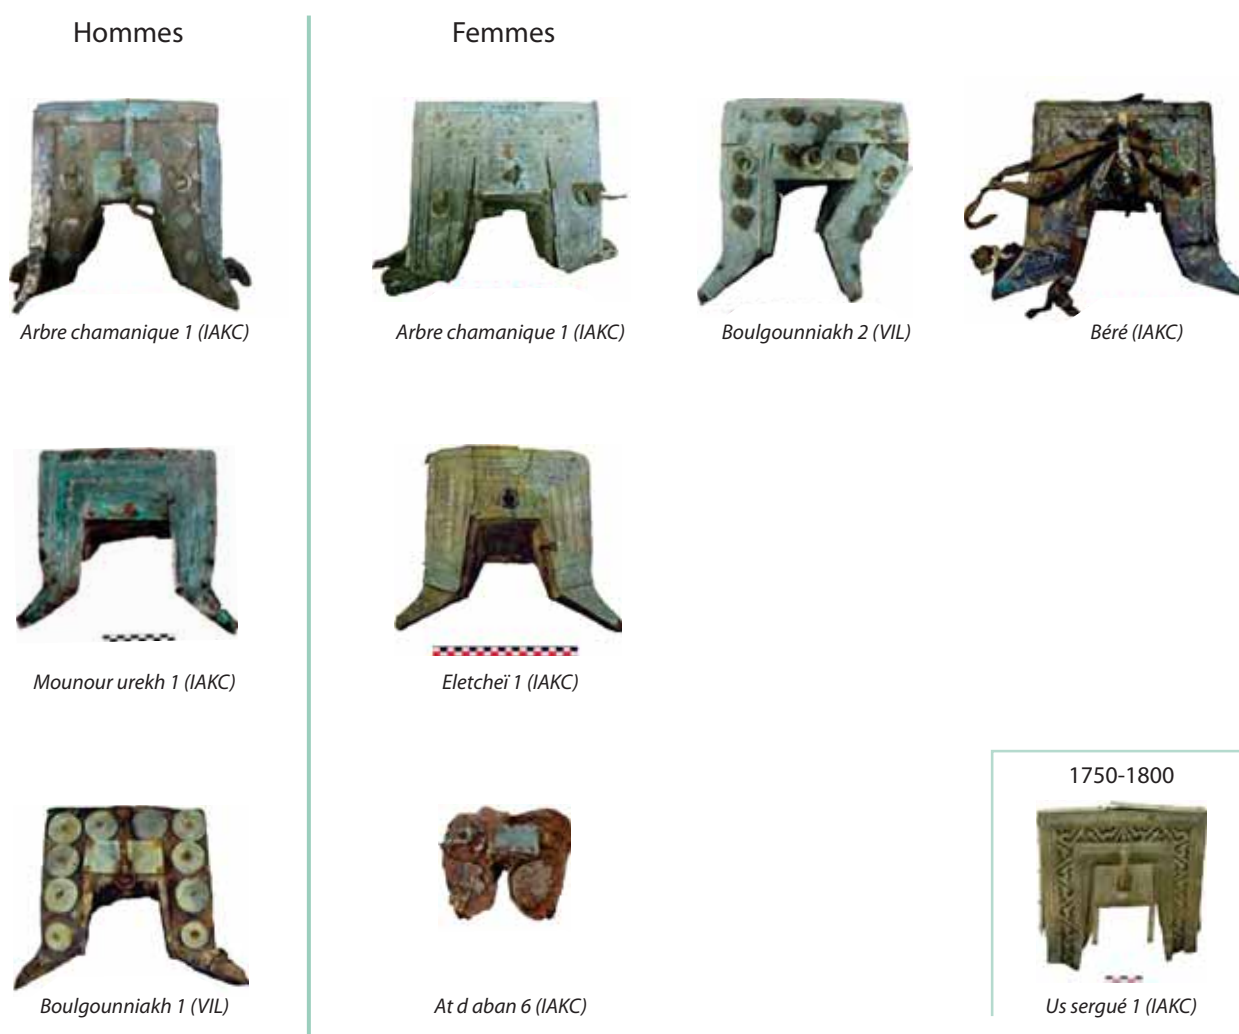 Hommes
Femmes
Arbre chamanique 1 (IAKC)
Arbre chamanique 1 (IAKC)
Boulgounniakh 2 (VIL)
Béré (IAKC)
Mounour urekh 1 (IAKC)
Eletcheï 1 (IAKC)
1750-1800
Boulgounniakh 1 (VIL)
At d aban 6 (IAKC)
Us sergué 1 (IAKC)